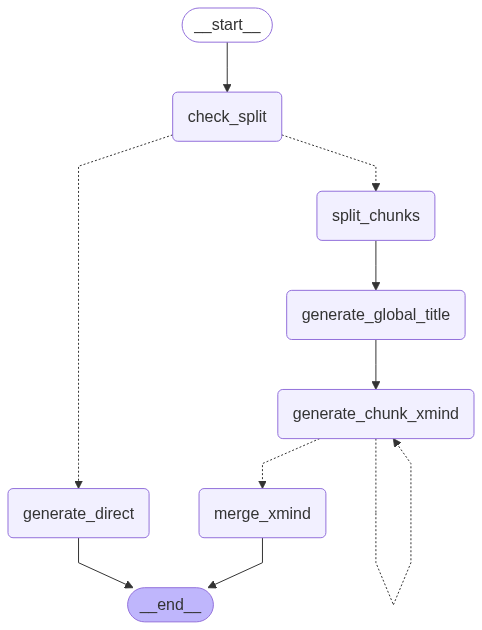 __start__
check_split
split_chunks
generate_global_title
generate_chunk_xmind
generate_direct
merge_xmind
__end__